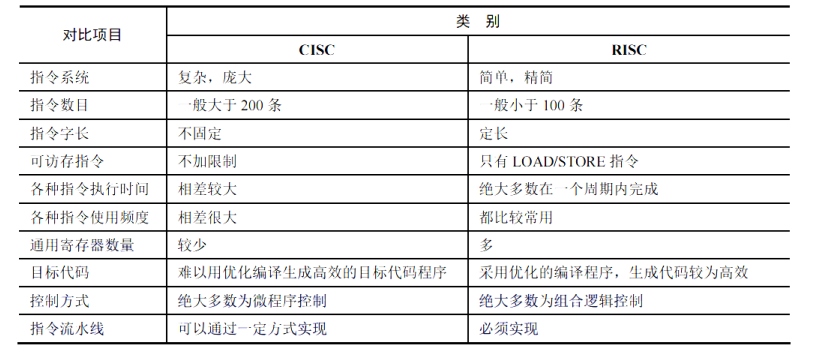 对比项目
类 别
CISC
RISC
指令系统 复杂，庞大 简单，精简
指令数目 一般大于 200 条 一般小于 100 条
指令字长 不固定 定长
可访存指令 不加限制 只有 LOAD/STORE 指令
各种指令执行时间 相差较大 绝大多数在一个周期内完成
各种指令使用频度 相差很大 都比较常用
通用寄存器数量 较少 多
目标代码 难以用优化编译生成高效的目标代码程序 采用优化的编译程序，生成代码较为高效
控制方式 绝大多数为微程序控制 绝大多数为组合逻辑控制
指令流水线 可以通过一定方式实现 必须实现